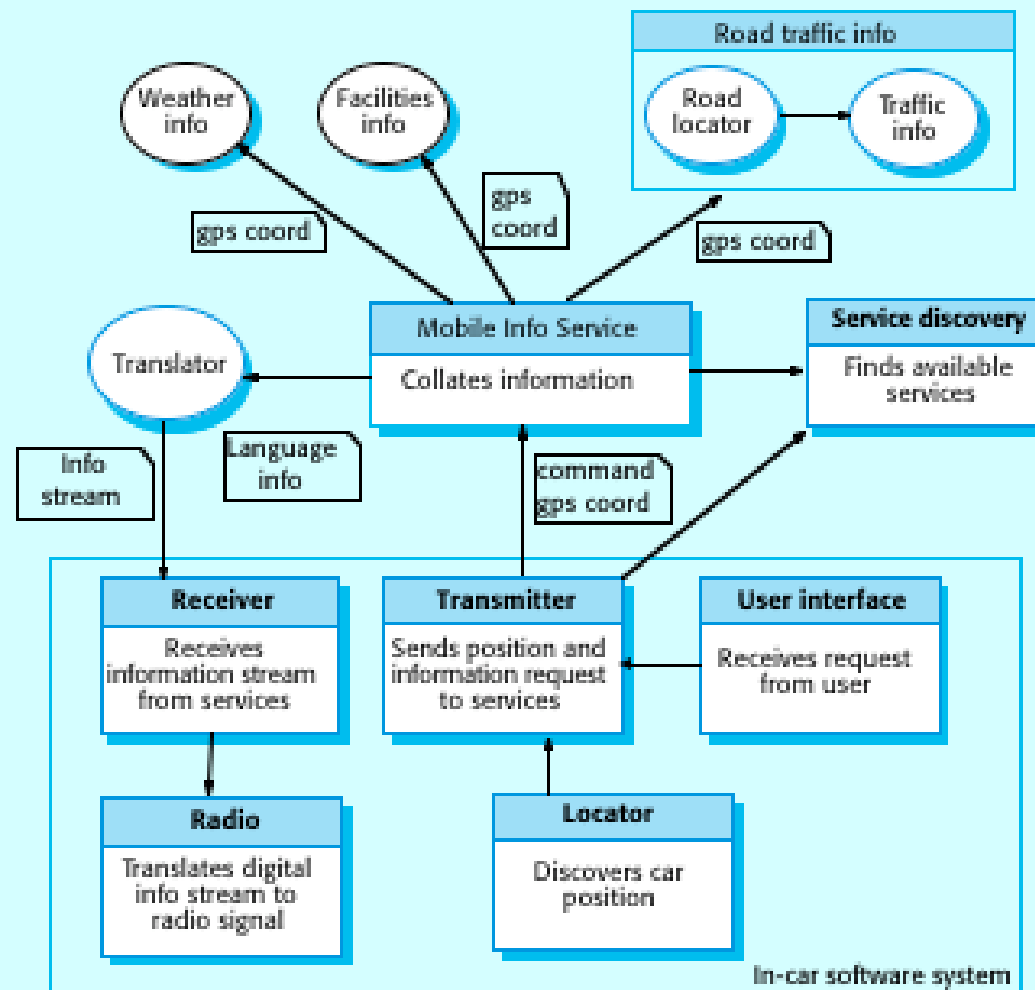 Road traffic info
Weather
info
Facilities
info
Road
locator
Traffic
info
gps coord
gps
coord
gps coord
Mobile Info Service
Collates information
Service discovery
Finds available
services
Translator
Info
stream
Language
info
command
gps coord
Receiver
Receives
information stream
from services
Transmitter
Sends position and
information request
to services
User interface
Receives request
from user
Radio
Translates digital
info stream to
radio signal
Locator
Discovers car
position
In-car software system